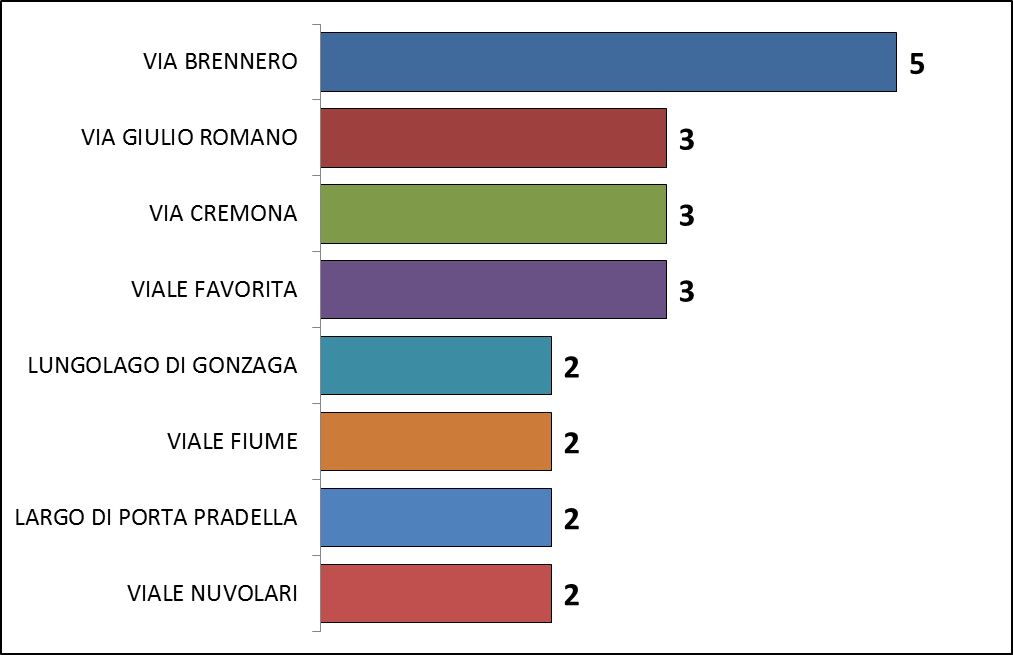 VIA BRENNERO 5
VIA GIULIO ROMANO 3
VIA CREMONA 3
VIALE FAVORITA 3
LUNGOLAGO DI GONZAGA 2
VIALE FIUME 2
LARGO DI PORTA PRADELLA 2
VIALE NUVOLARI 2